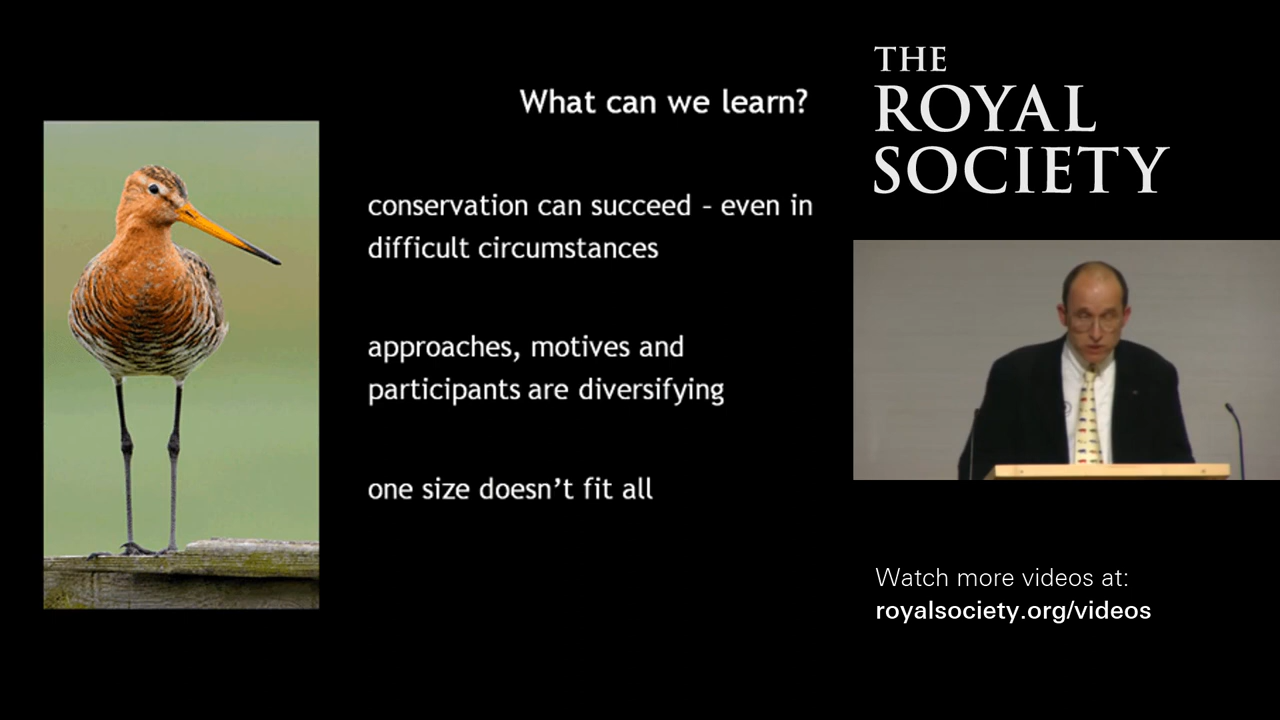 What can we learn?
conservation can succeed – even in
difficult circumstances
approaches, motives and
participants are diversifying
one size doesn’t fit all
THE
ROYAL
SOCIETY
Watch more videos at:
royalsociety.org/videos